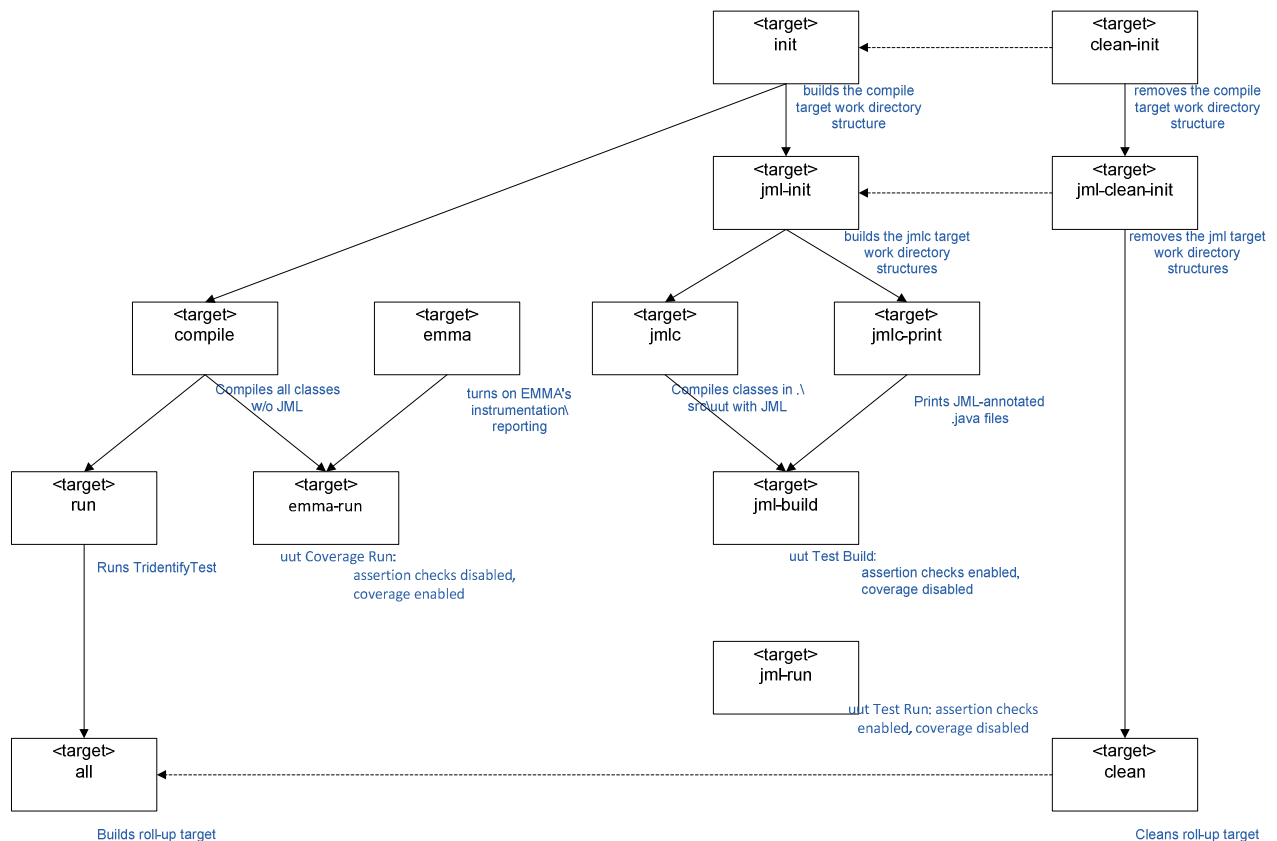 <target>
init
<target>
clean-init
builds the compile
target work directory
structure
removes the compile
target work directory
structure
<target>
jml-init
<target>
jml-clean-init
builds the jmlc target
work directory
structures
removes the jml target
work directory
structures
<target>
compile
<target>
emma
<target>
jmlc
<target>
jmlc-print
Compiles all classes
w/o JML
turns on EMMA's
instrumentation\
reporting
Compiles classes in .\
src\uut with JML
Prints JML-annotated
.java files
<target>
run
<target>
emma-run
<target>
jml-build
Runs TridentifyTest
uut Coverage Run:
assertion checks disabled,
coverage enabled
uut Test Build:
assertion checks enabled,
coverage disabled
<target>
jml-run
uut Test Run: assertion checks
enabled, coverage disabled
<target>
all
<target>
clean
Builds roll-up target
Cleans roll-up target